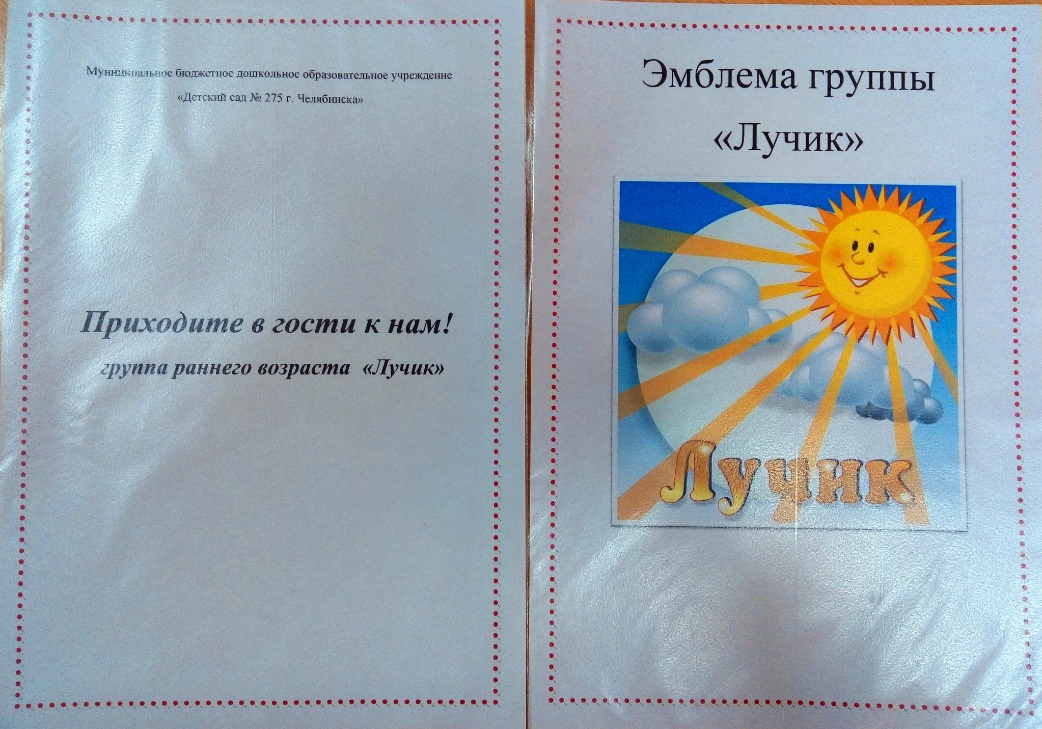 Муниципальное бюджетное дошкольное образовательное учреждение
«Детский сад № 275 г. Челябинска»
Приходите в гости к нам!
группа раннего возраста «Лучик»
Эмблема группы
«Лучик»
Лучик